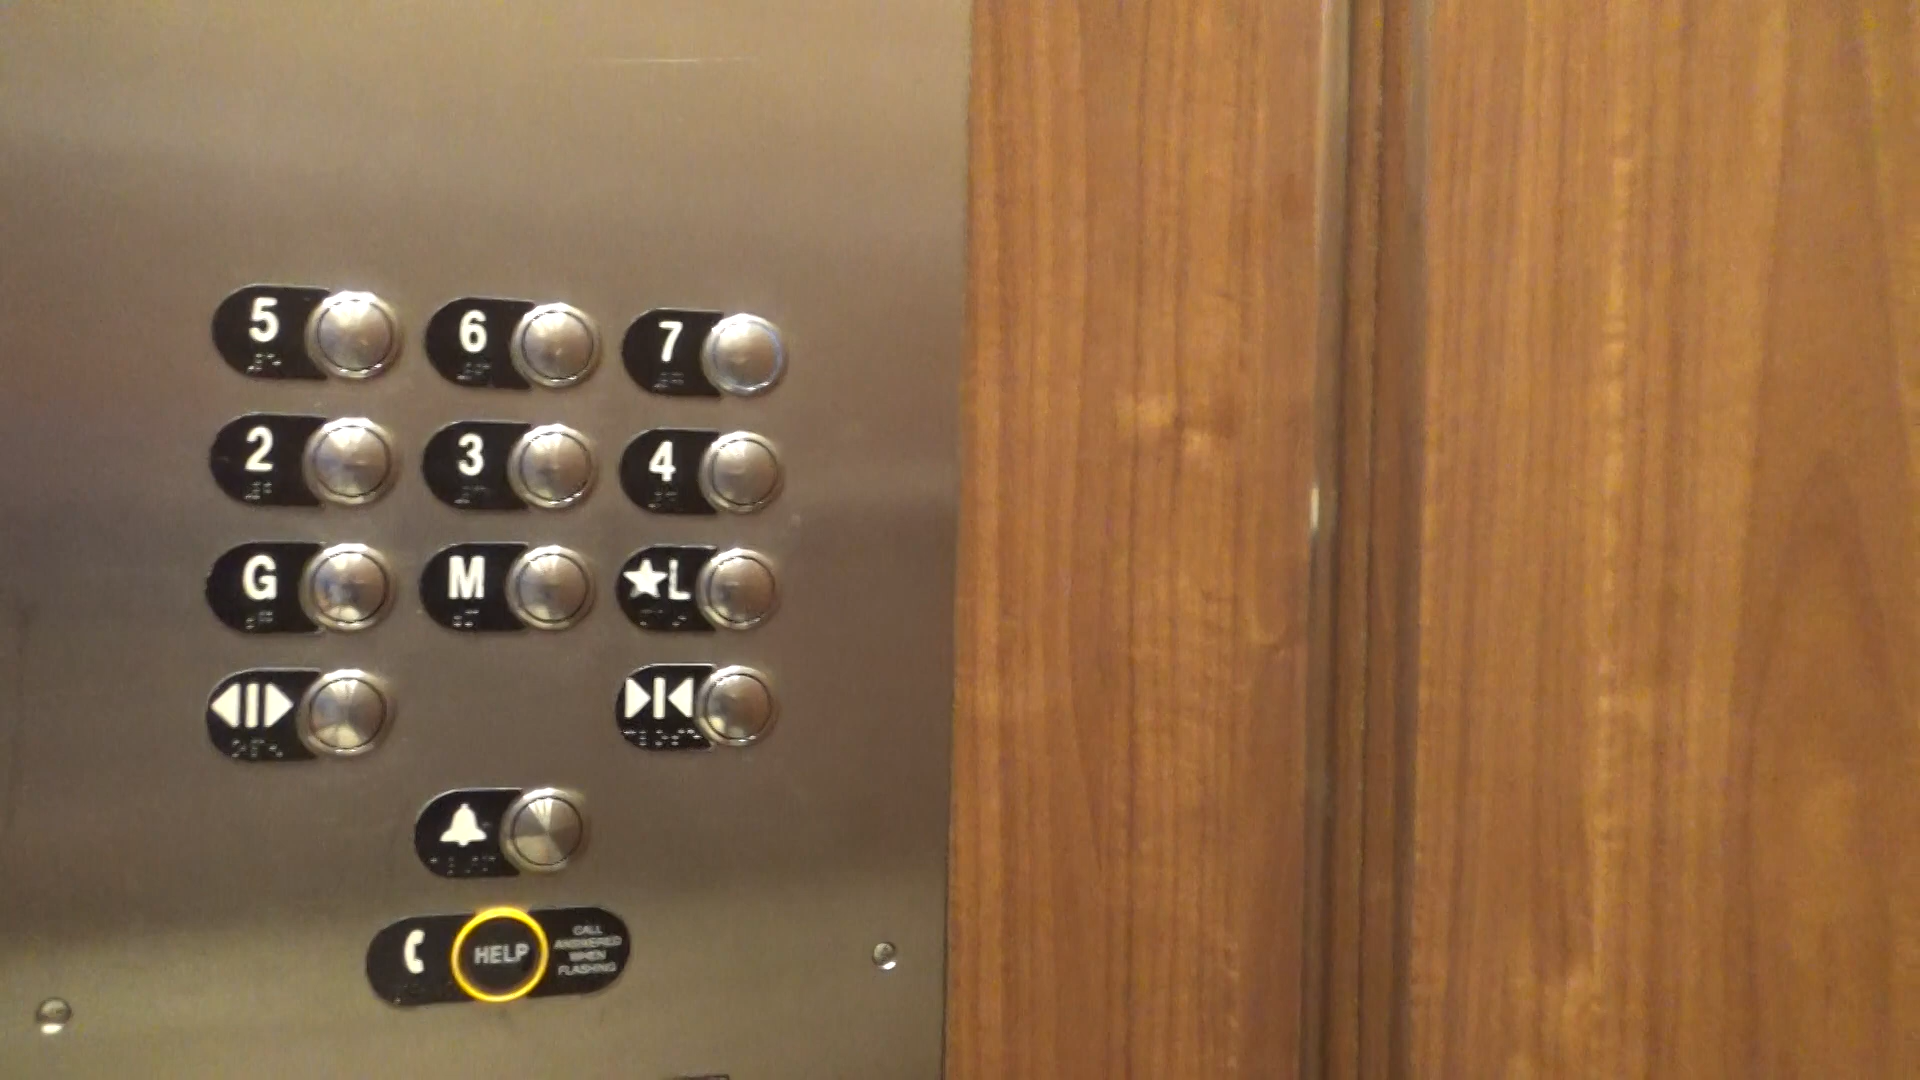 5 6 7
2 3 4
G M ★L
HELP
CALL
ANSWERED
WHEN
FLASHING